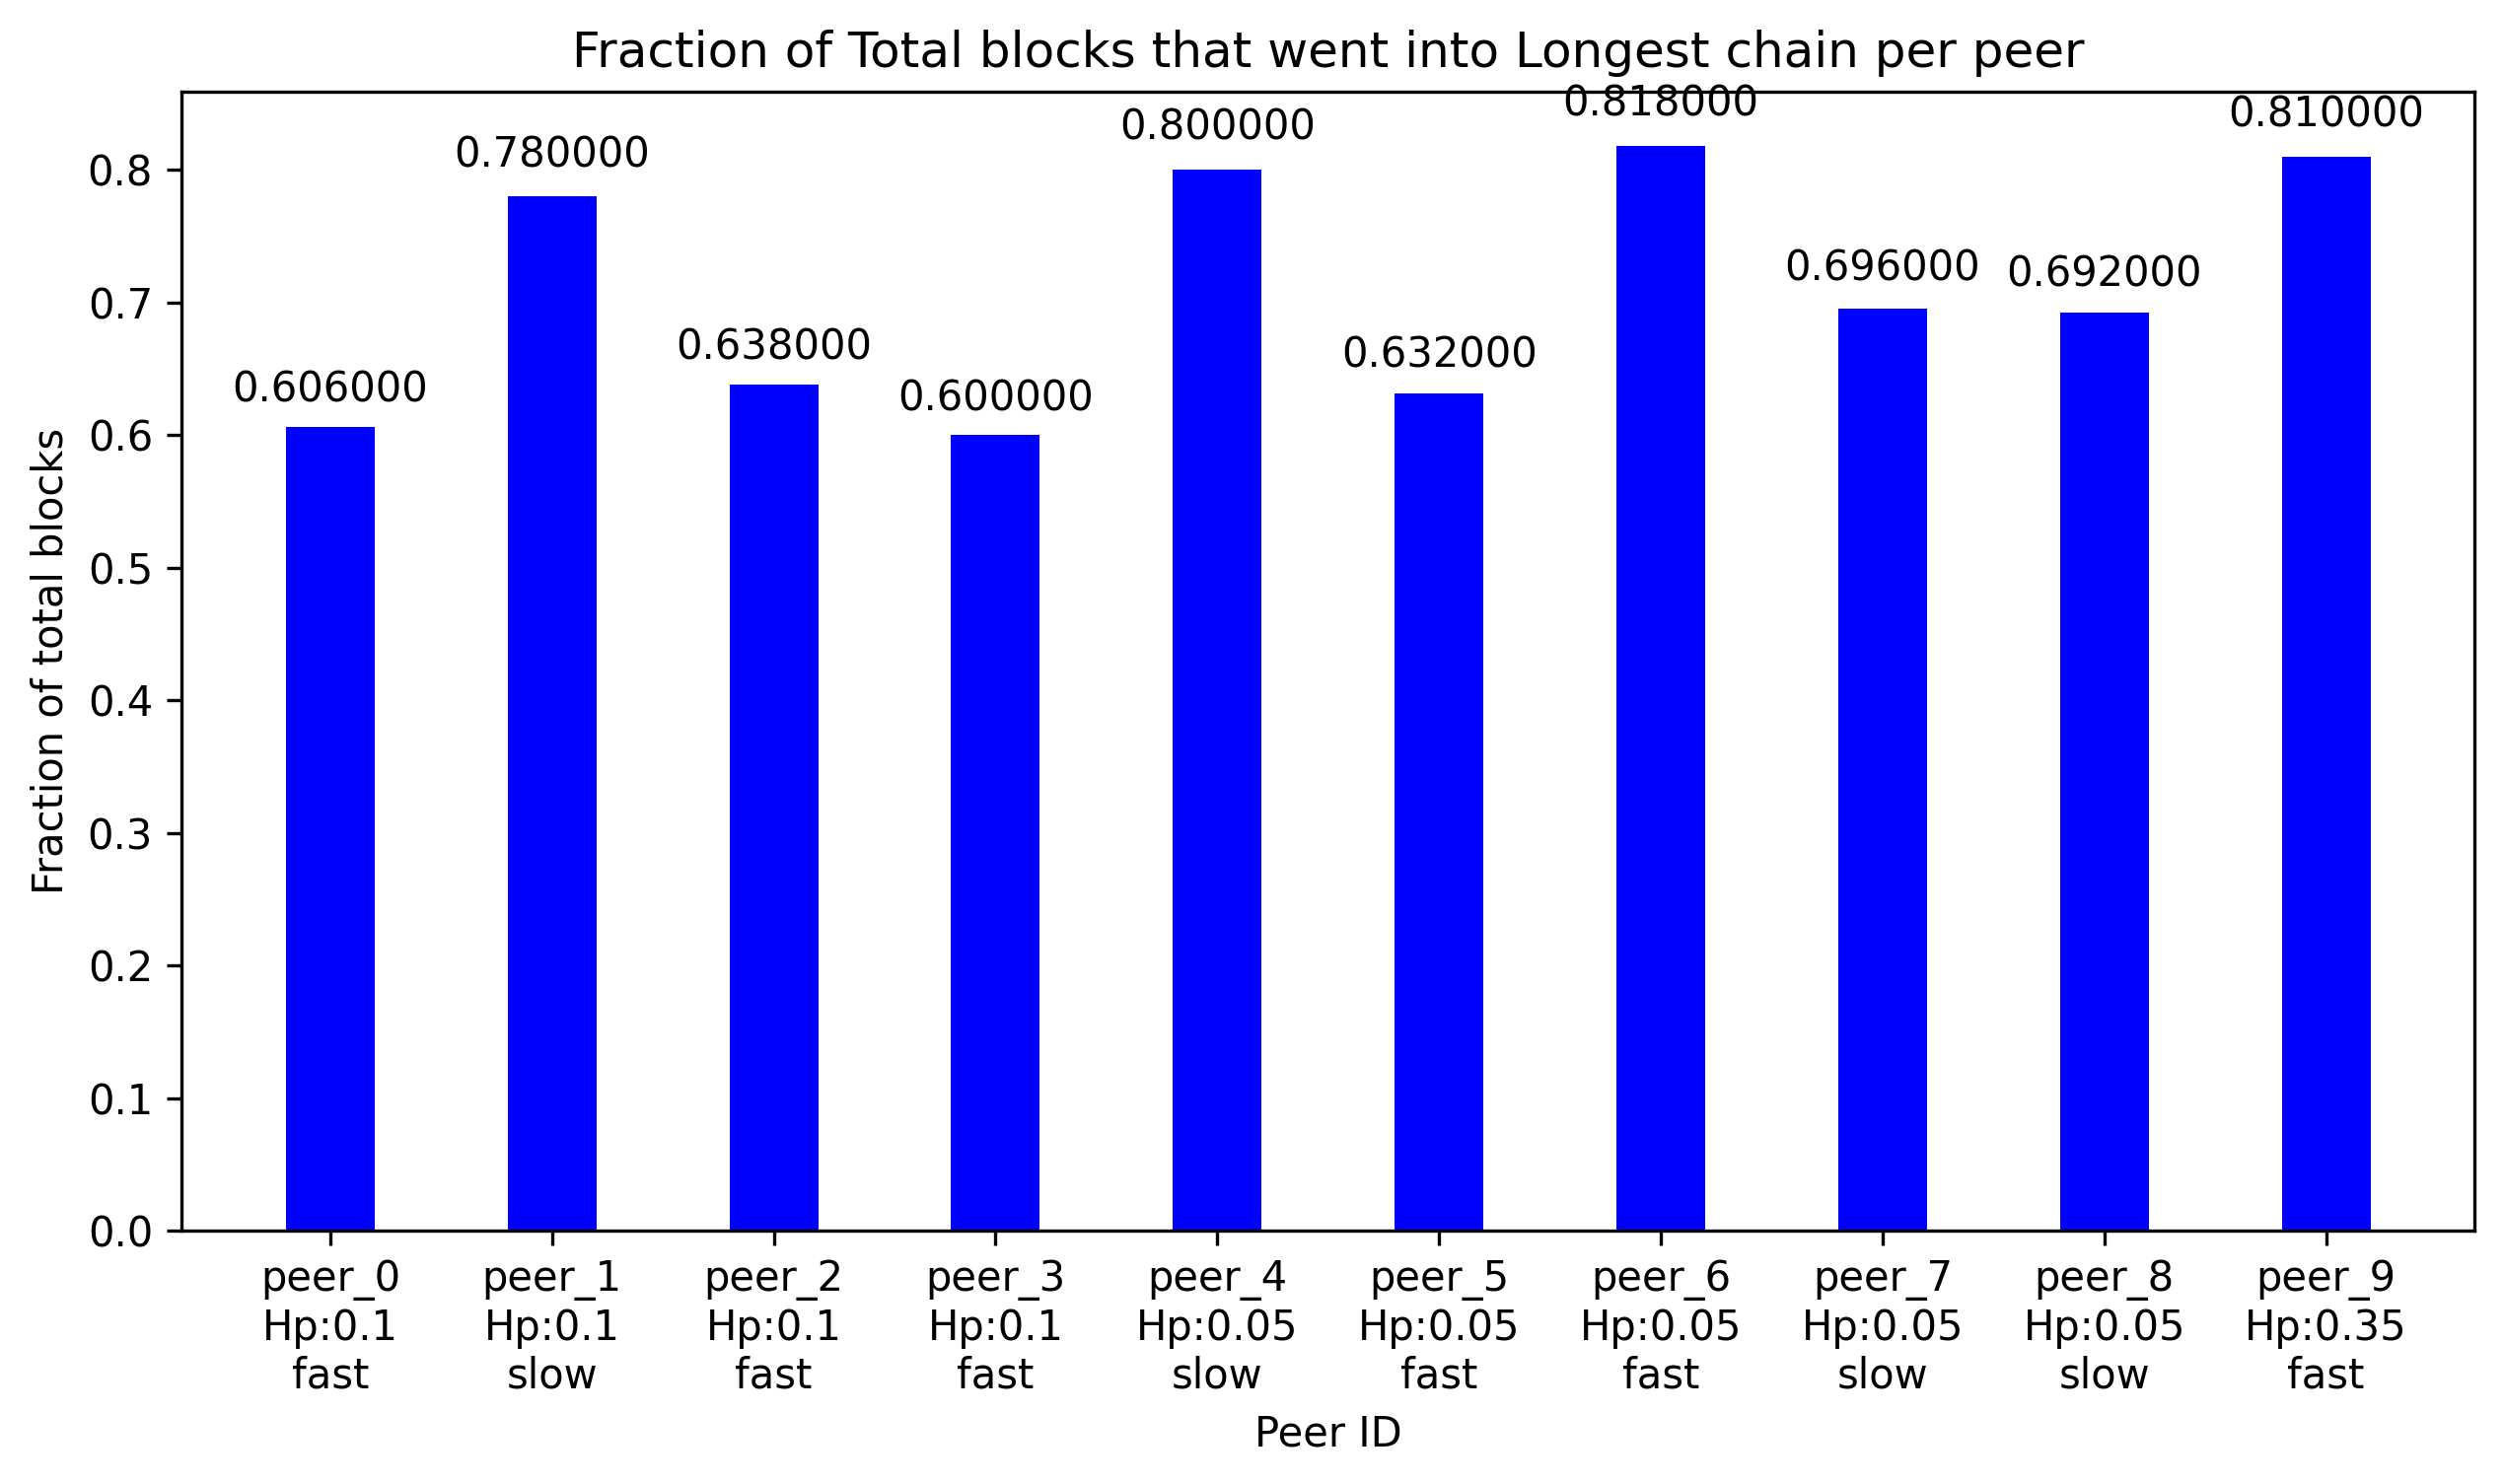 Fraction of Total blocks that went into Longest chain per peer
Fraction of total blocks
0.8
0.7
0.6
0.5
0.4
0.3
0.2
0.1
0.0
0.606000
0.780000
0.638000
0.600000
0.800000
0.632000
0.818000
0.696000
0.692000
0.810000
peer_0
Hp:0.1
fast
peer_1
Hp:0.1
slow
peer_2
Hp:0.1
fast
peer_3
Hp:0.1
fast
peer_4
Hp:0.05
slow
peer_5
Hp:0.05
fast
peer_6
Hp:0.05
fast
peer_7
Hp:0.05
slow
peer_8
Hp:0.05
slow
peer_9
Hp:0.35
fast
Peer ID